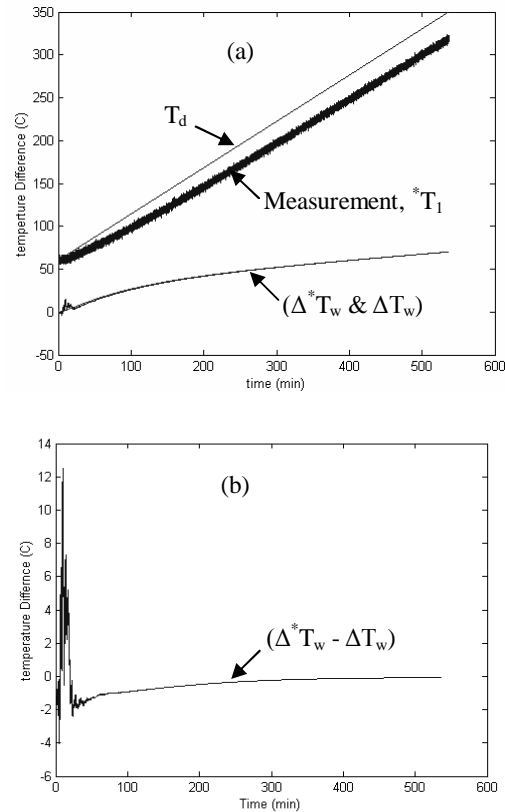 350
300
250
200
150
100
50
0
-50
temperture Difference (C)
(a)
T_d
Measurement, *T_1
(Δ*T_w & ΔT_w)
0 100 200 300 400 500 600
time (min)
14
12
10
8
6
4
2
0
-2
-4
-6
temperature Differnce (C)
(b)
(Δ*T_w - ΔT_w)
0 100 200 300 400 500 600
Time (min)